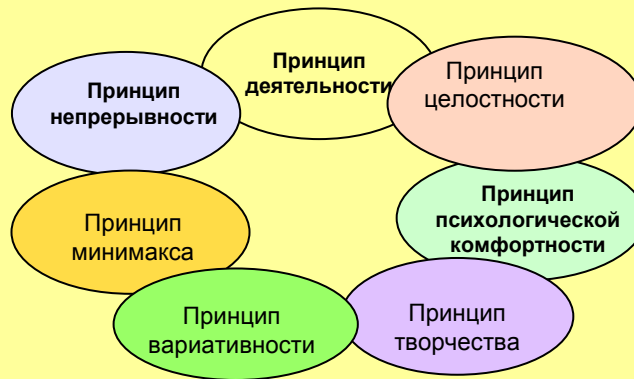 Принцип
деятельности
Принцип
целостности
Принцип
непрерывности
Принцип
психологической
комфортности
Принцип
минимакса
Принцип
вариативности
Принцип
творчества